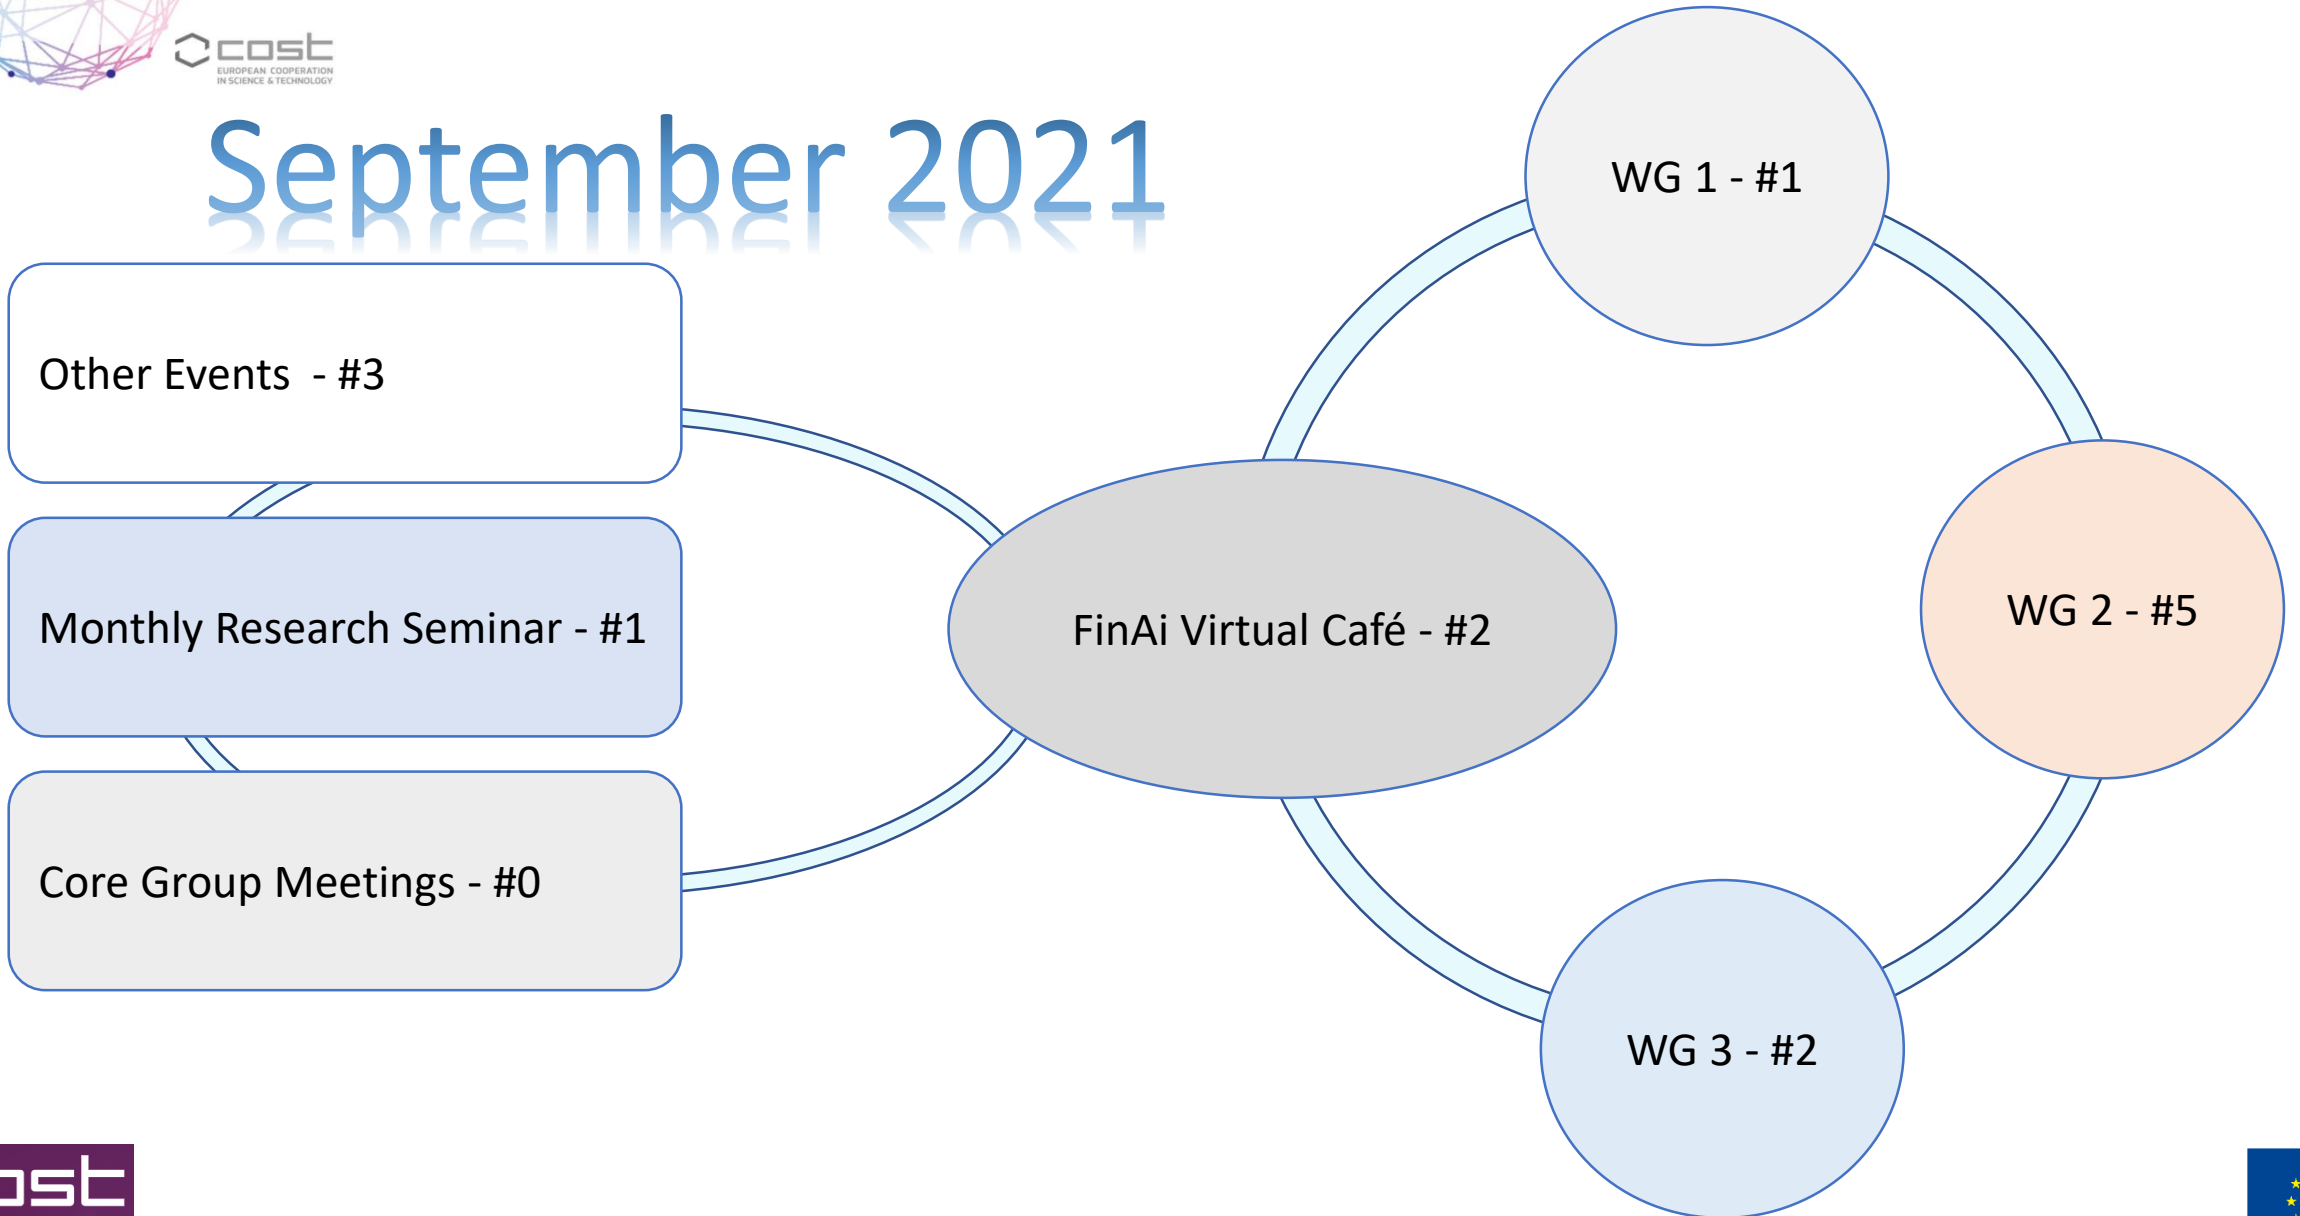 cost
EUROPEAN COOPERATION
IN SCIENCE & TECHNOLOGY
September 2021
Other Events  - #3
Monthly Research Seminar - #1
Core Group Meetings - #0
FinAi Virtual Café - #2
WG 1 - #1
WG 2 - #5
WG 3 - #2
ost